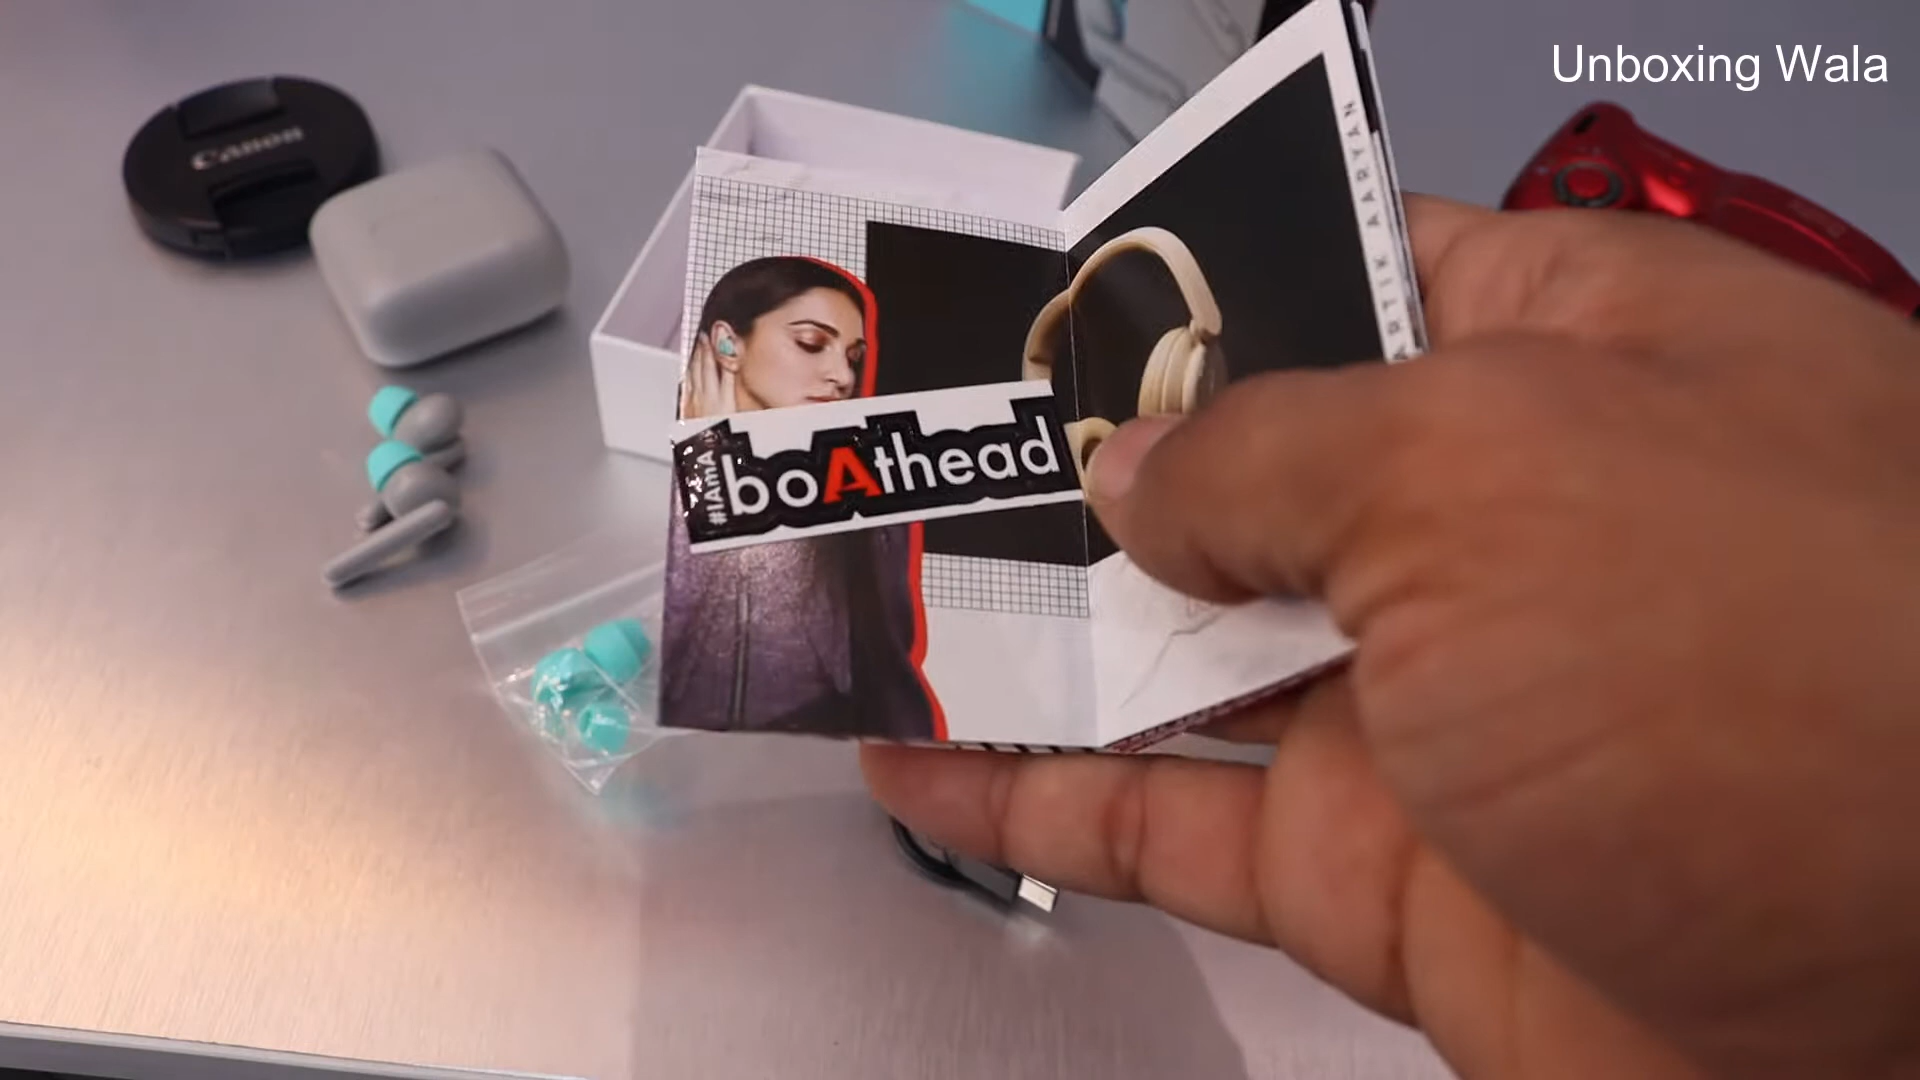 Unboxing Wala
Canon
ARTIK AARYAN
#IAmA
boAthead